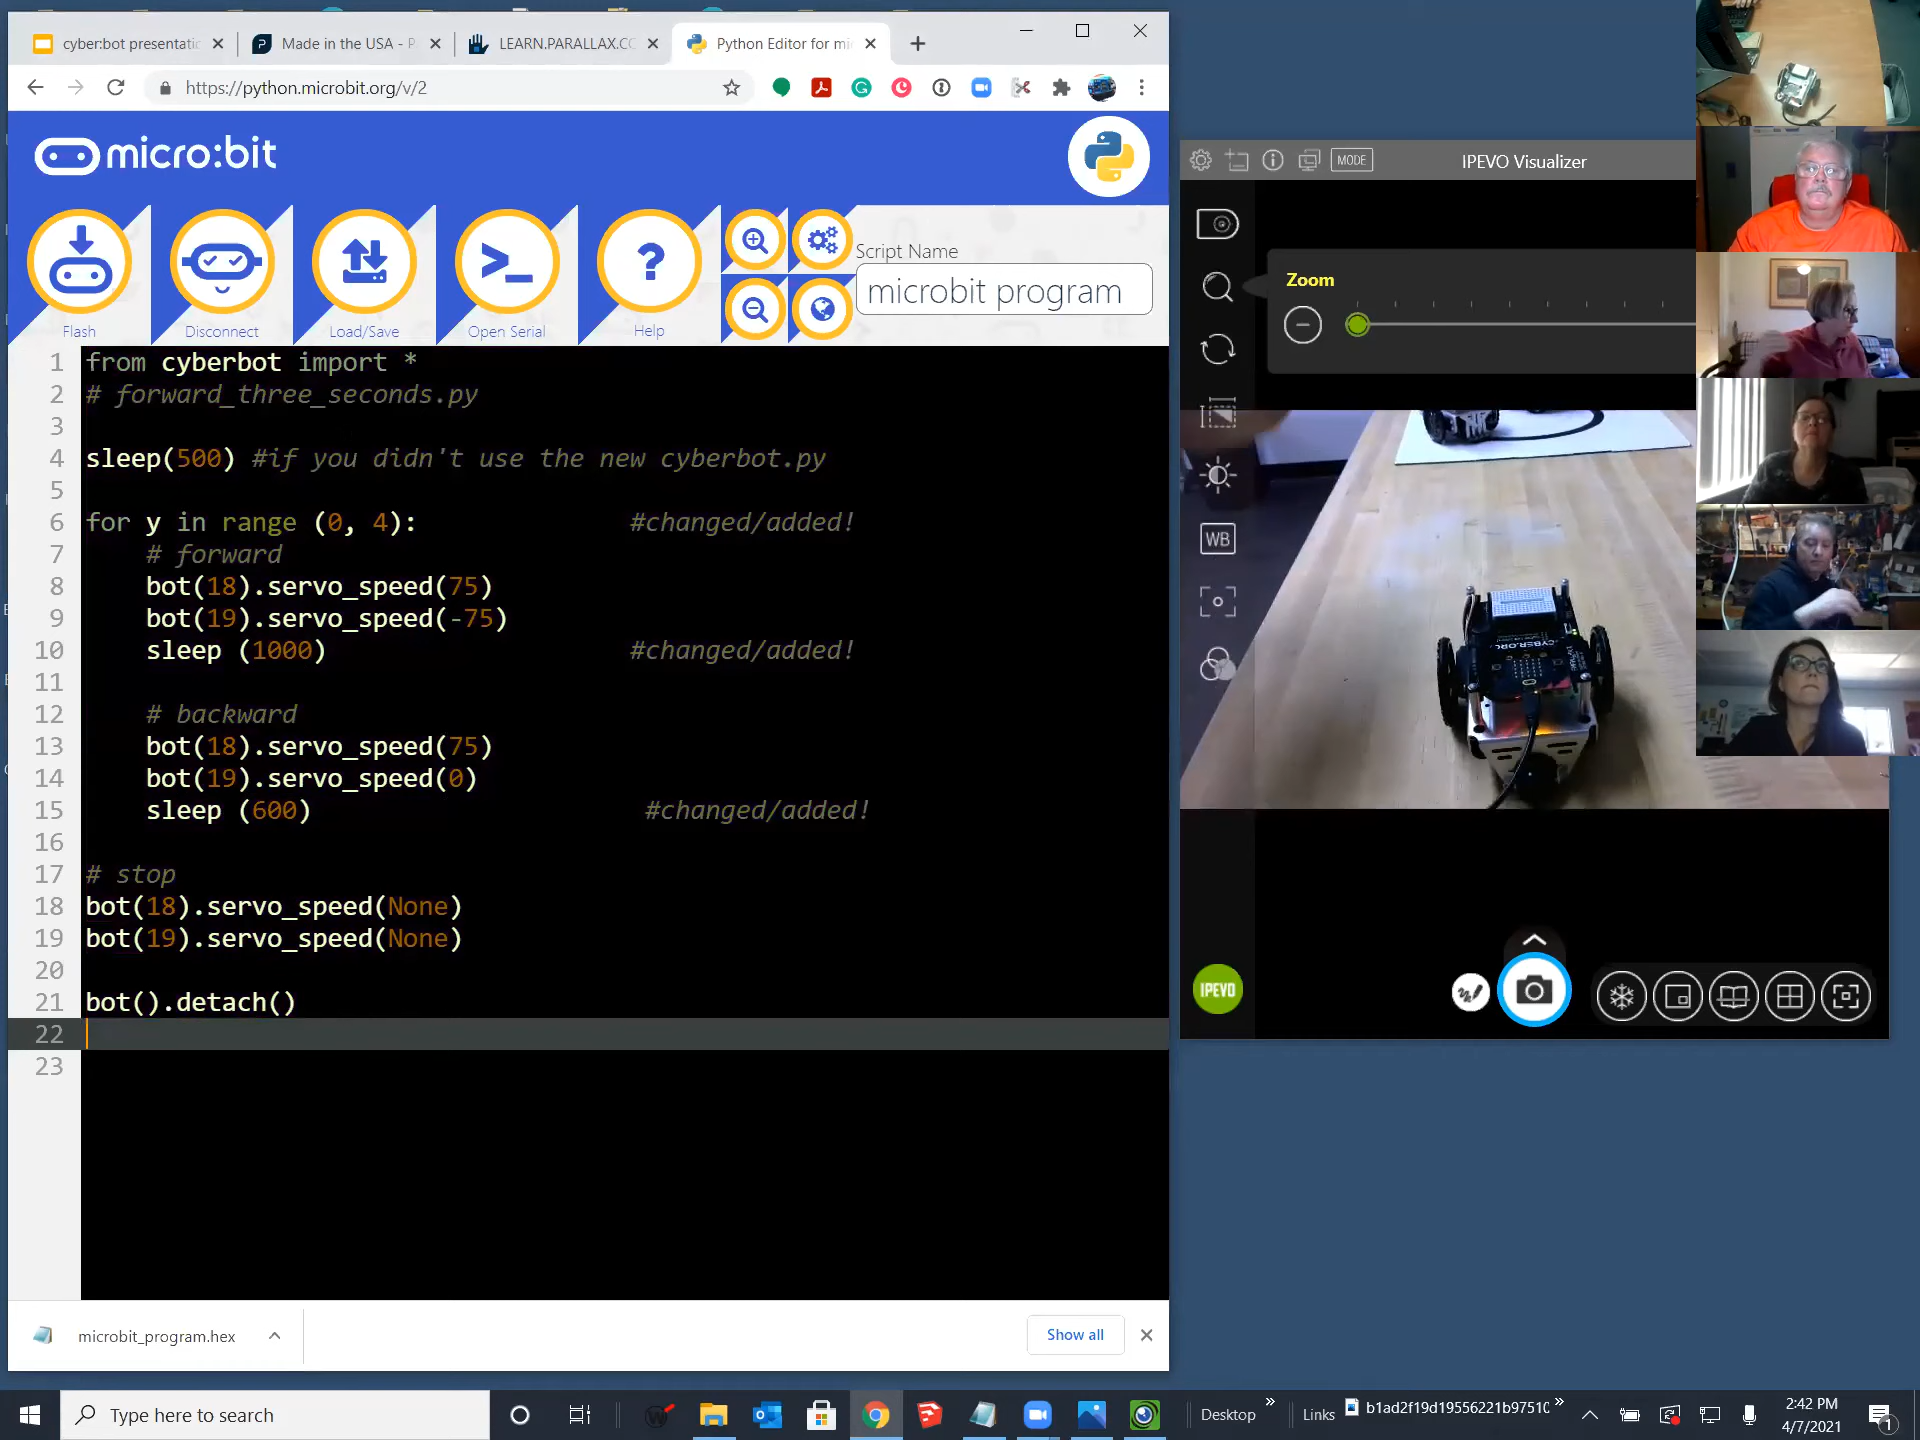 cyber:bot presentatic
Made in the USA - P
LEARN.PARALLAX.CC
Python Editor for mi
https://python.microbit.org/v/2
micro:bit
Flash
Disconnect
Load/Save
Open Serial
Help
Script Name
microbit program
1 from cyberbot import *
2 # forward_three_seconds.py
3
4 sleep(500) #if you didn't use the new cyberbot.py
5
6 for y in range (0, 4): #changed/added!
7 # forward
8 bot(18).servo_speed(75)
9 bot(19).servo_speed(-75)
10 sleep (1000) #changed/added!
11
12 # backward
13 bot(18).servo_speed(75)
14 bot(19).servo_speed(0)
15 sleep (600) #changed/added!
16
17 # stop
18 bot(18).servo_speed(None)
19 bot(19).servo_speed(None)
20
21 bot().detach()
22
23
microbit_program.hex
Show all
MODE
IPEVO Visualizer
Zoom
WB
CYBER.ORG
IPEVO
Type here to search
Desktop
Links
b1ad2f19d19556221b9751(
2:42 PM
4/7/2021
1